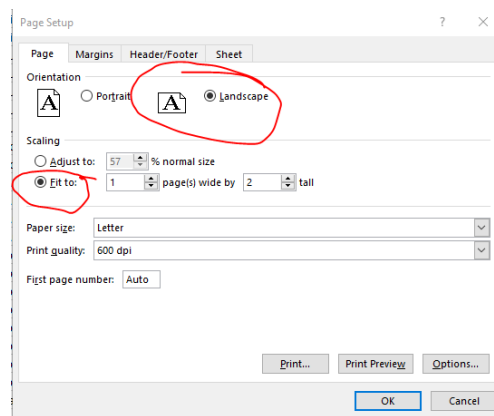 Page Setup ? ×
Page Margins Header/Footer Sheet
Orientation
A Portrait A Landscape
Scaling
Adjust to: 57 % normal size
Fit to: 1 page(s) wide by 2 tall
Paper size: Letter
Print quality: 600 dpi
First page number: Auto
Print... Print Preview Options...
OK Cancel